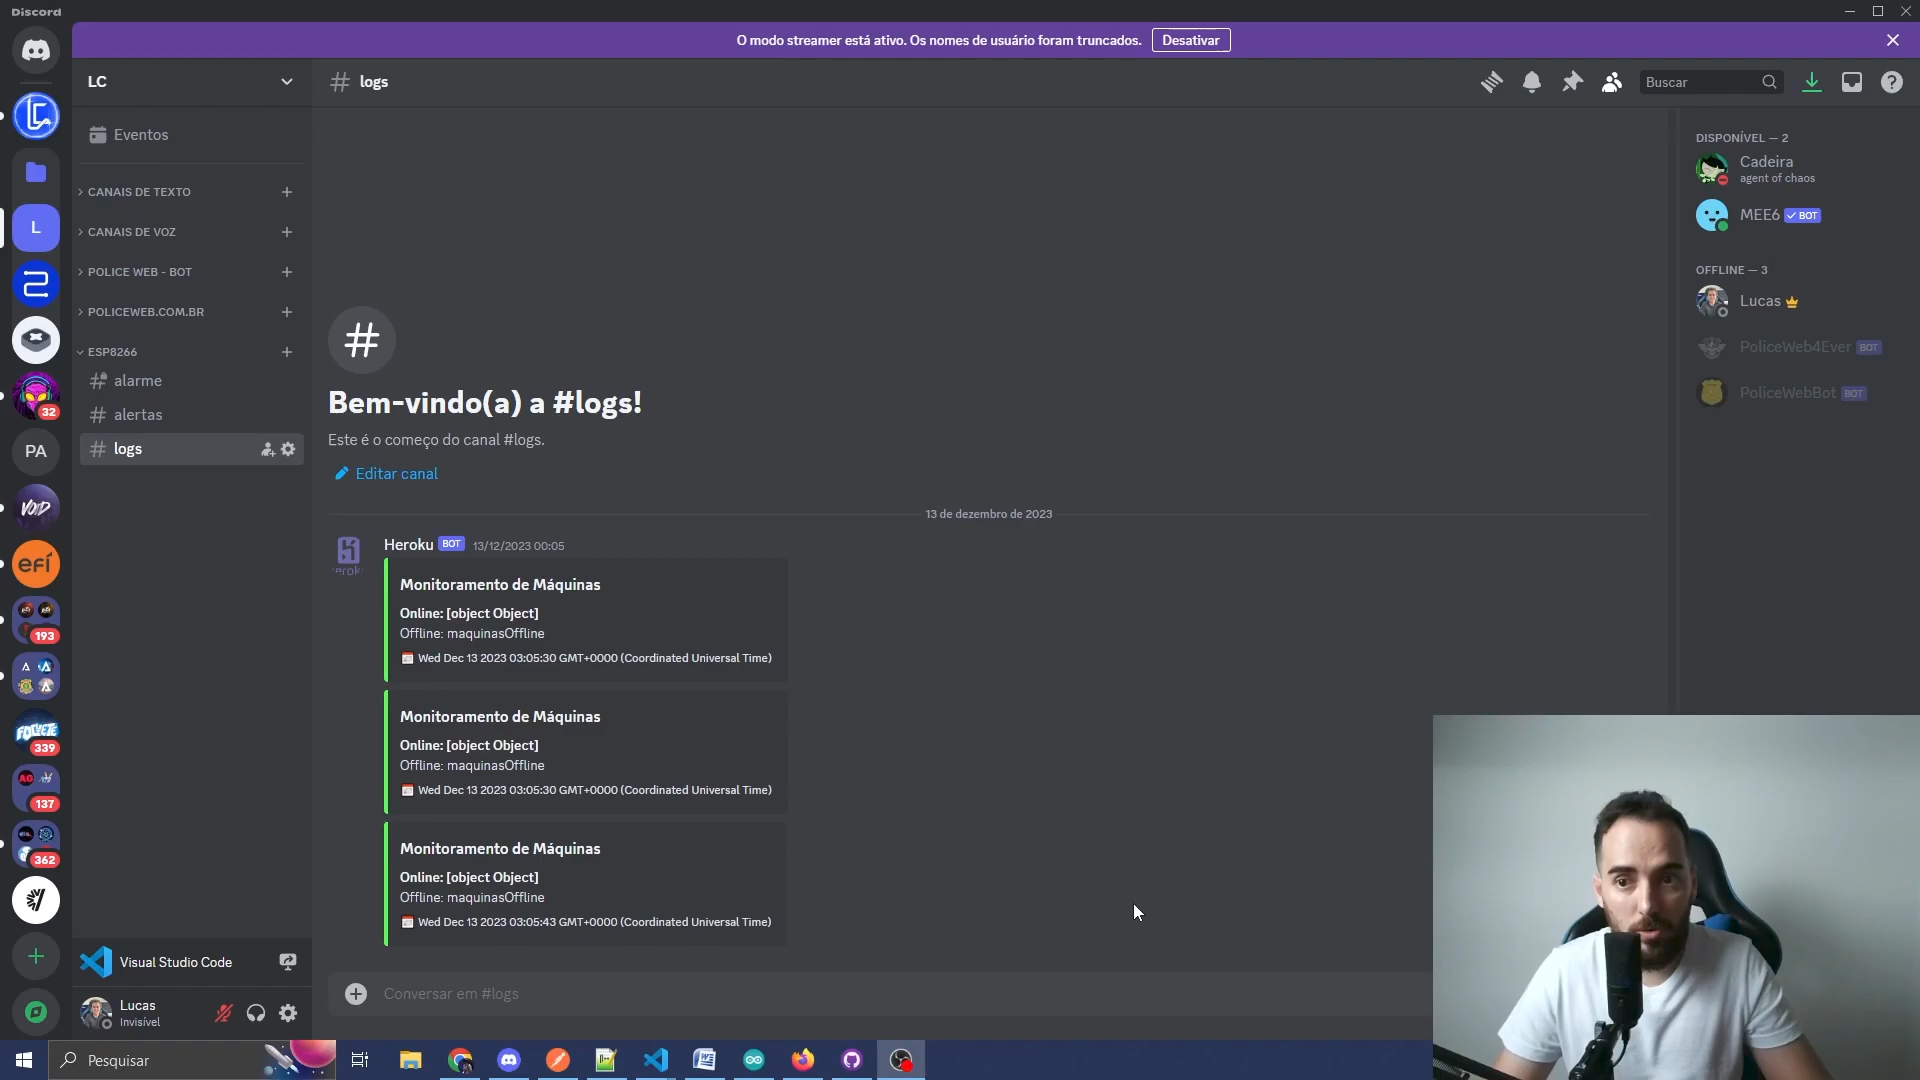 Discord
O modo streamer está ativo. Os nomes de usuário foram truncados.
Desativar
LC
logs
Buscar
Eventos
CANAIS DE TEXTO
CANAIS DE VOZ
POLICE WEB - BOT
POLICEWEB.COM.BR
ESP8266
alarme
alertas
logs
L
32
PA
VOID
efí
193
FOLLETE
339
AG
137
362
Bem-vindo(a) a #logs!
Este é o começo do canal #logs.
Editar canal
13 de dezembro de 2023
Heroku BOT 13/12/2023 00:05
Monitoramento de Máquinas
Online: [object Object]
Offline: maquinasOffline
Wed Dec 13 2023 03:05:30 GMT+0000 (Coordinated Universal Time)
Monitoramento de Máquinas
Online: [object Object]
Offline: maquinasOffline
Wed Dec 13 2023 03:05:30 GMT+0000 (Coordinated Universal Time)
Monitoramento de Máquinas
Online: [object Object]
Offline: maquinasOffline
Wed Dec 13 2023 03:05:43 GMT+0000 (Coordinated Universal Time)
Conversar em #logs
DISPONÍVEL — 2
Cadeira
agent of chaos
MEE6 BOT
OFFLINE — 3
Lucas
PoliceWeb4Ever BOT
PoliceWebBot BOT
Visual Studio Code
Lucas
Invisível
Pesquisar